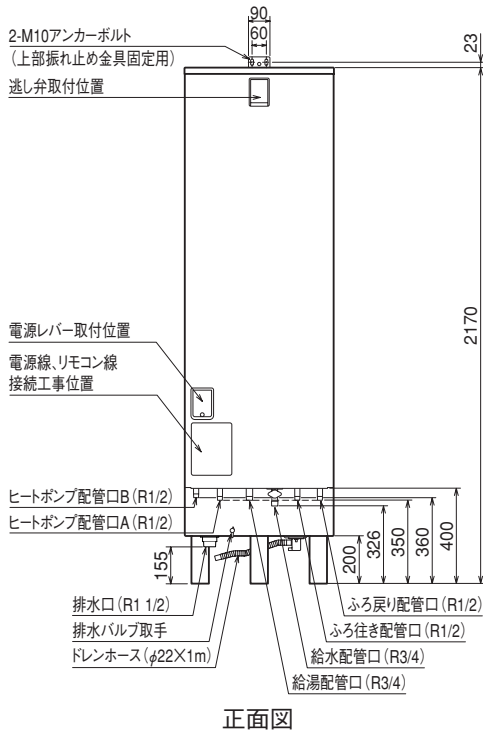 90
60
23
2-M10アンカーボルト
(上部振れ止め金具固定用)
逃し弁取付位置
2170
電源レバー取付位置
電源線、リモコン線
接続工事位置
ヒートポンプ配管口B(R1/2)
ヒートポンプ配管口A(R1/2)
155
200
326
350
360
400
排水口(R1 1/2)
排水バルブ取手
ドレンホース(φ22×1m)
ふろ戻り配管口(R1/2)
ふろ往き配管口(R1/2)
給水配管口(R3/4)
給湯配管口(R3/4)
正面図